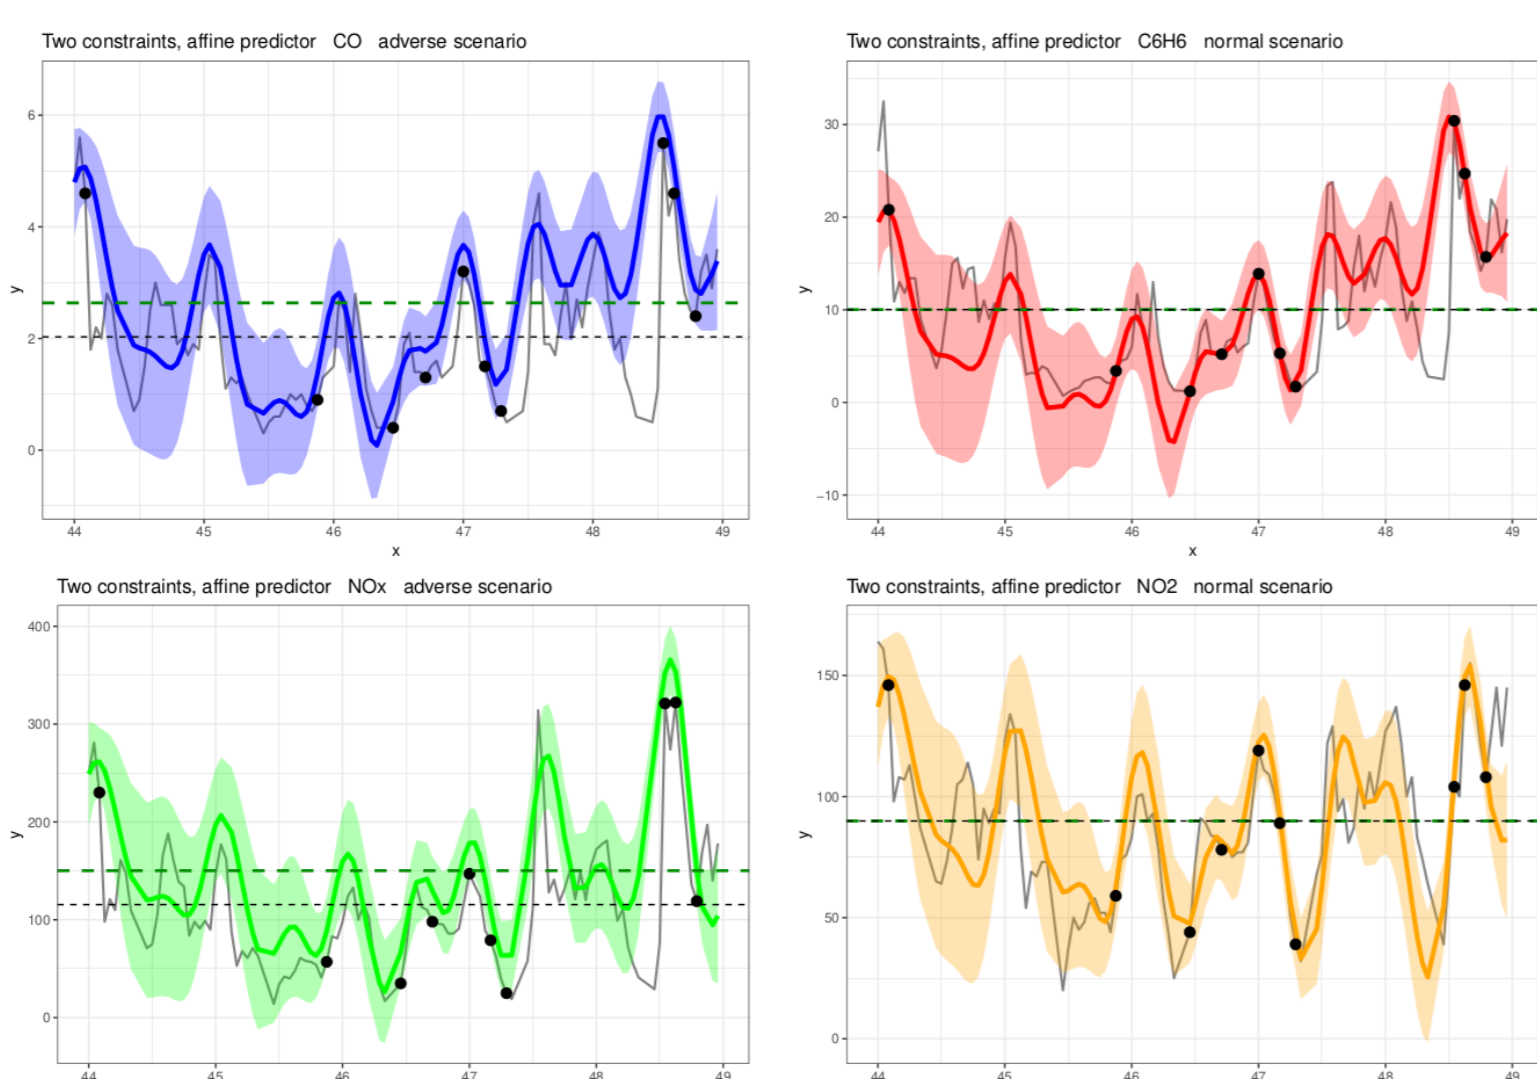 Two constraints, affine predictor CO adverse scenario
6
4
2
0
y
44 45 46 47 48 49
x
Two constraints, affine predictor C6H6 normal scenario
30
20
10
0
−10
y
44 45 46 47 48 49
x
Two constraints, affine predictor NOx adverse scenario
400
300
200
100
0
y
44 45 46 47 48 49
Two constraints, affine predictor NO2 normal scenario
150
100
50
0
y
44 45 46 47 48 49